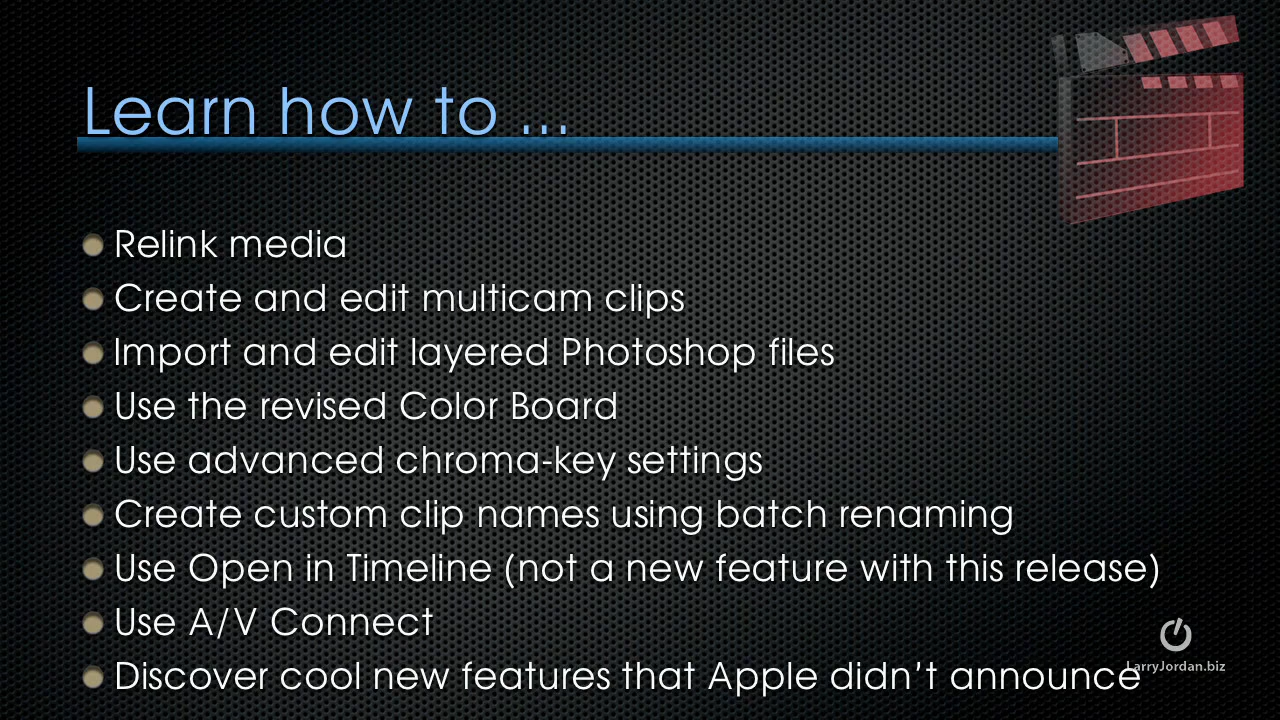 Learn how to ...
Relink media
Create and edit multicam clips
Import and edit layered Photoshop files
Use the revised Color Board
Use advanced chroma-key settings
Create custom clip names using batch renaming
Use Open in Timeline (not a new feature with this release)
Use A/V Connect
Discover cool new features that Apple didn’t announce
LarryJordan.biz